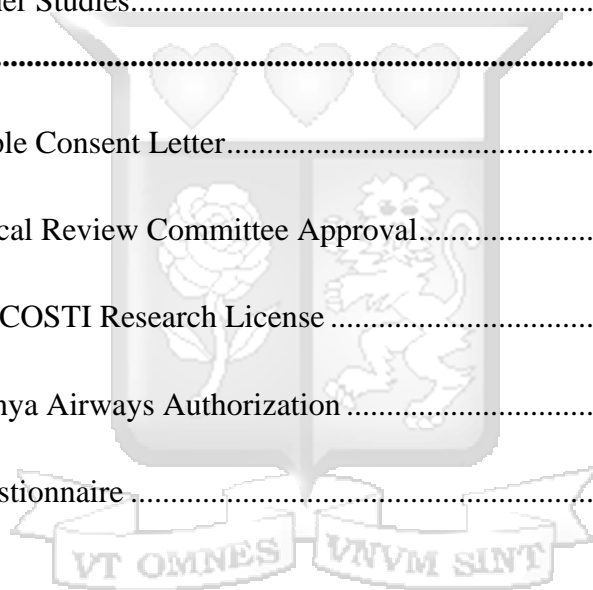 er Studies..............................................................
..............................................................................
ple Consent Letter.............................................
cal Review Committee Approval......................
COSTI Research License ................................
nya Airways Authorization ..............................
stionnaire ..........................................................
VT OMNES VNVM SINT